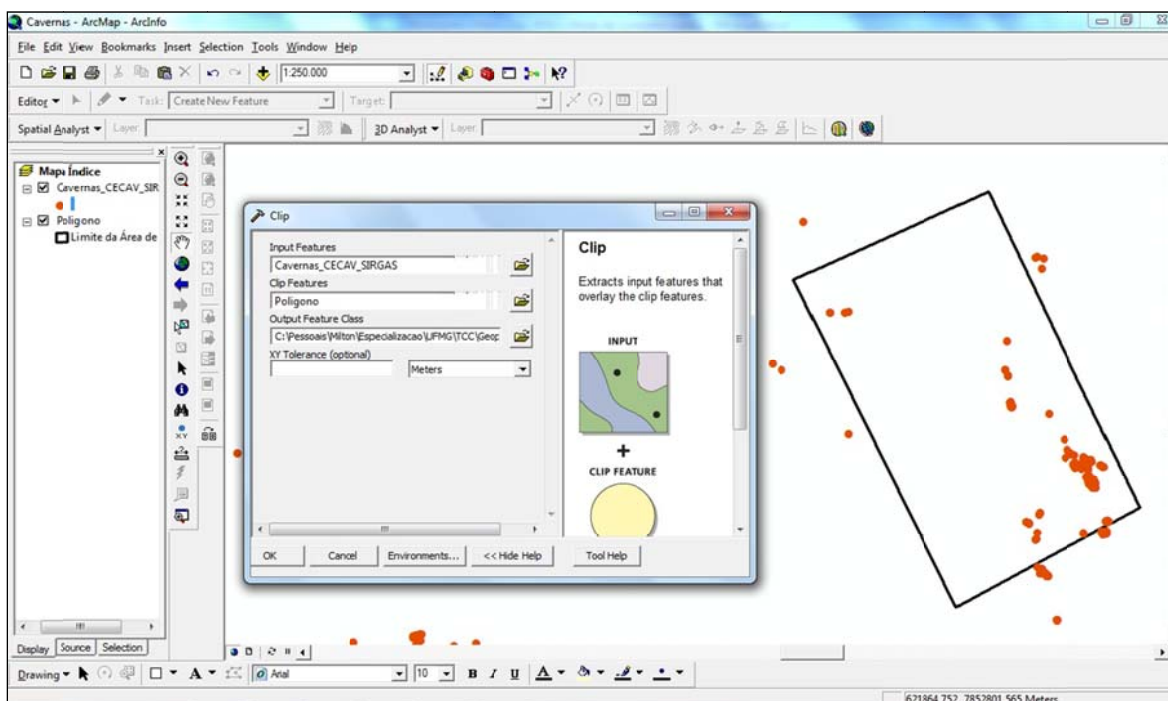 Cavernas - ArcMap - ArcInfo
File Edit View Bookmarks Insert Selection Tools Window Help
1:250.000
Editor Task: Create New Feature Target:
Spatial Analyst Layer: 3D Analyst Layer:
Mapa Índice
Cavernas_CECAV_SIR
Poligono
Limite da Área de
XY
Clip
Input Features
Cavernas_CECAV_SIRGAS
Clip Features
Poligono
Output Feature Class
C:\Pessoais\Milton\Especializacao\UFMG\TCC\Geop
XY Tolerance (optional)
Meters
OK Cancel Environments... << Hide Help Tool Help
Clip
Extracts input features that
overlay the clip features.
INPUT
+
CLIP FEATURE
Display Source Selection
Drawing A Arial 10 B I U A
621864,752 7852801,565 Meters